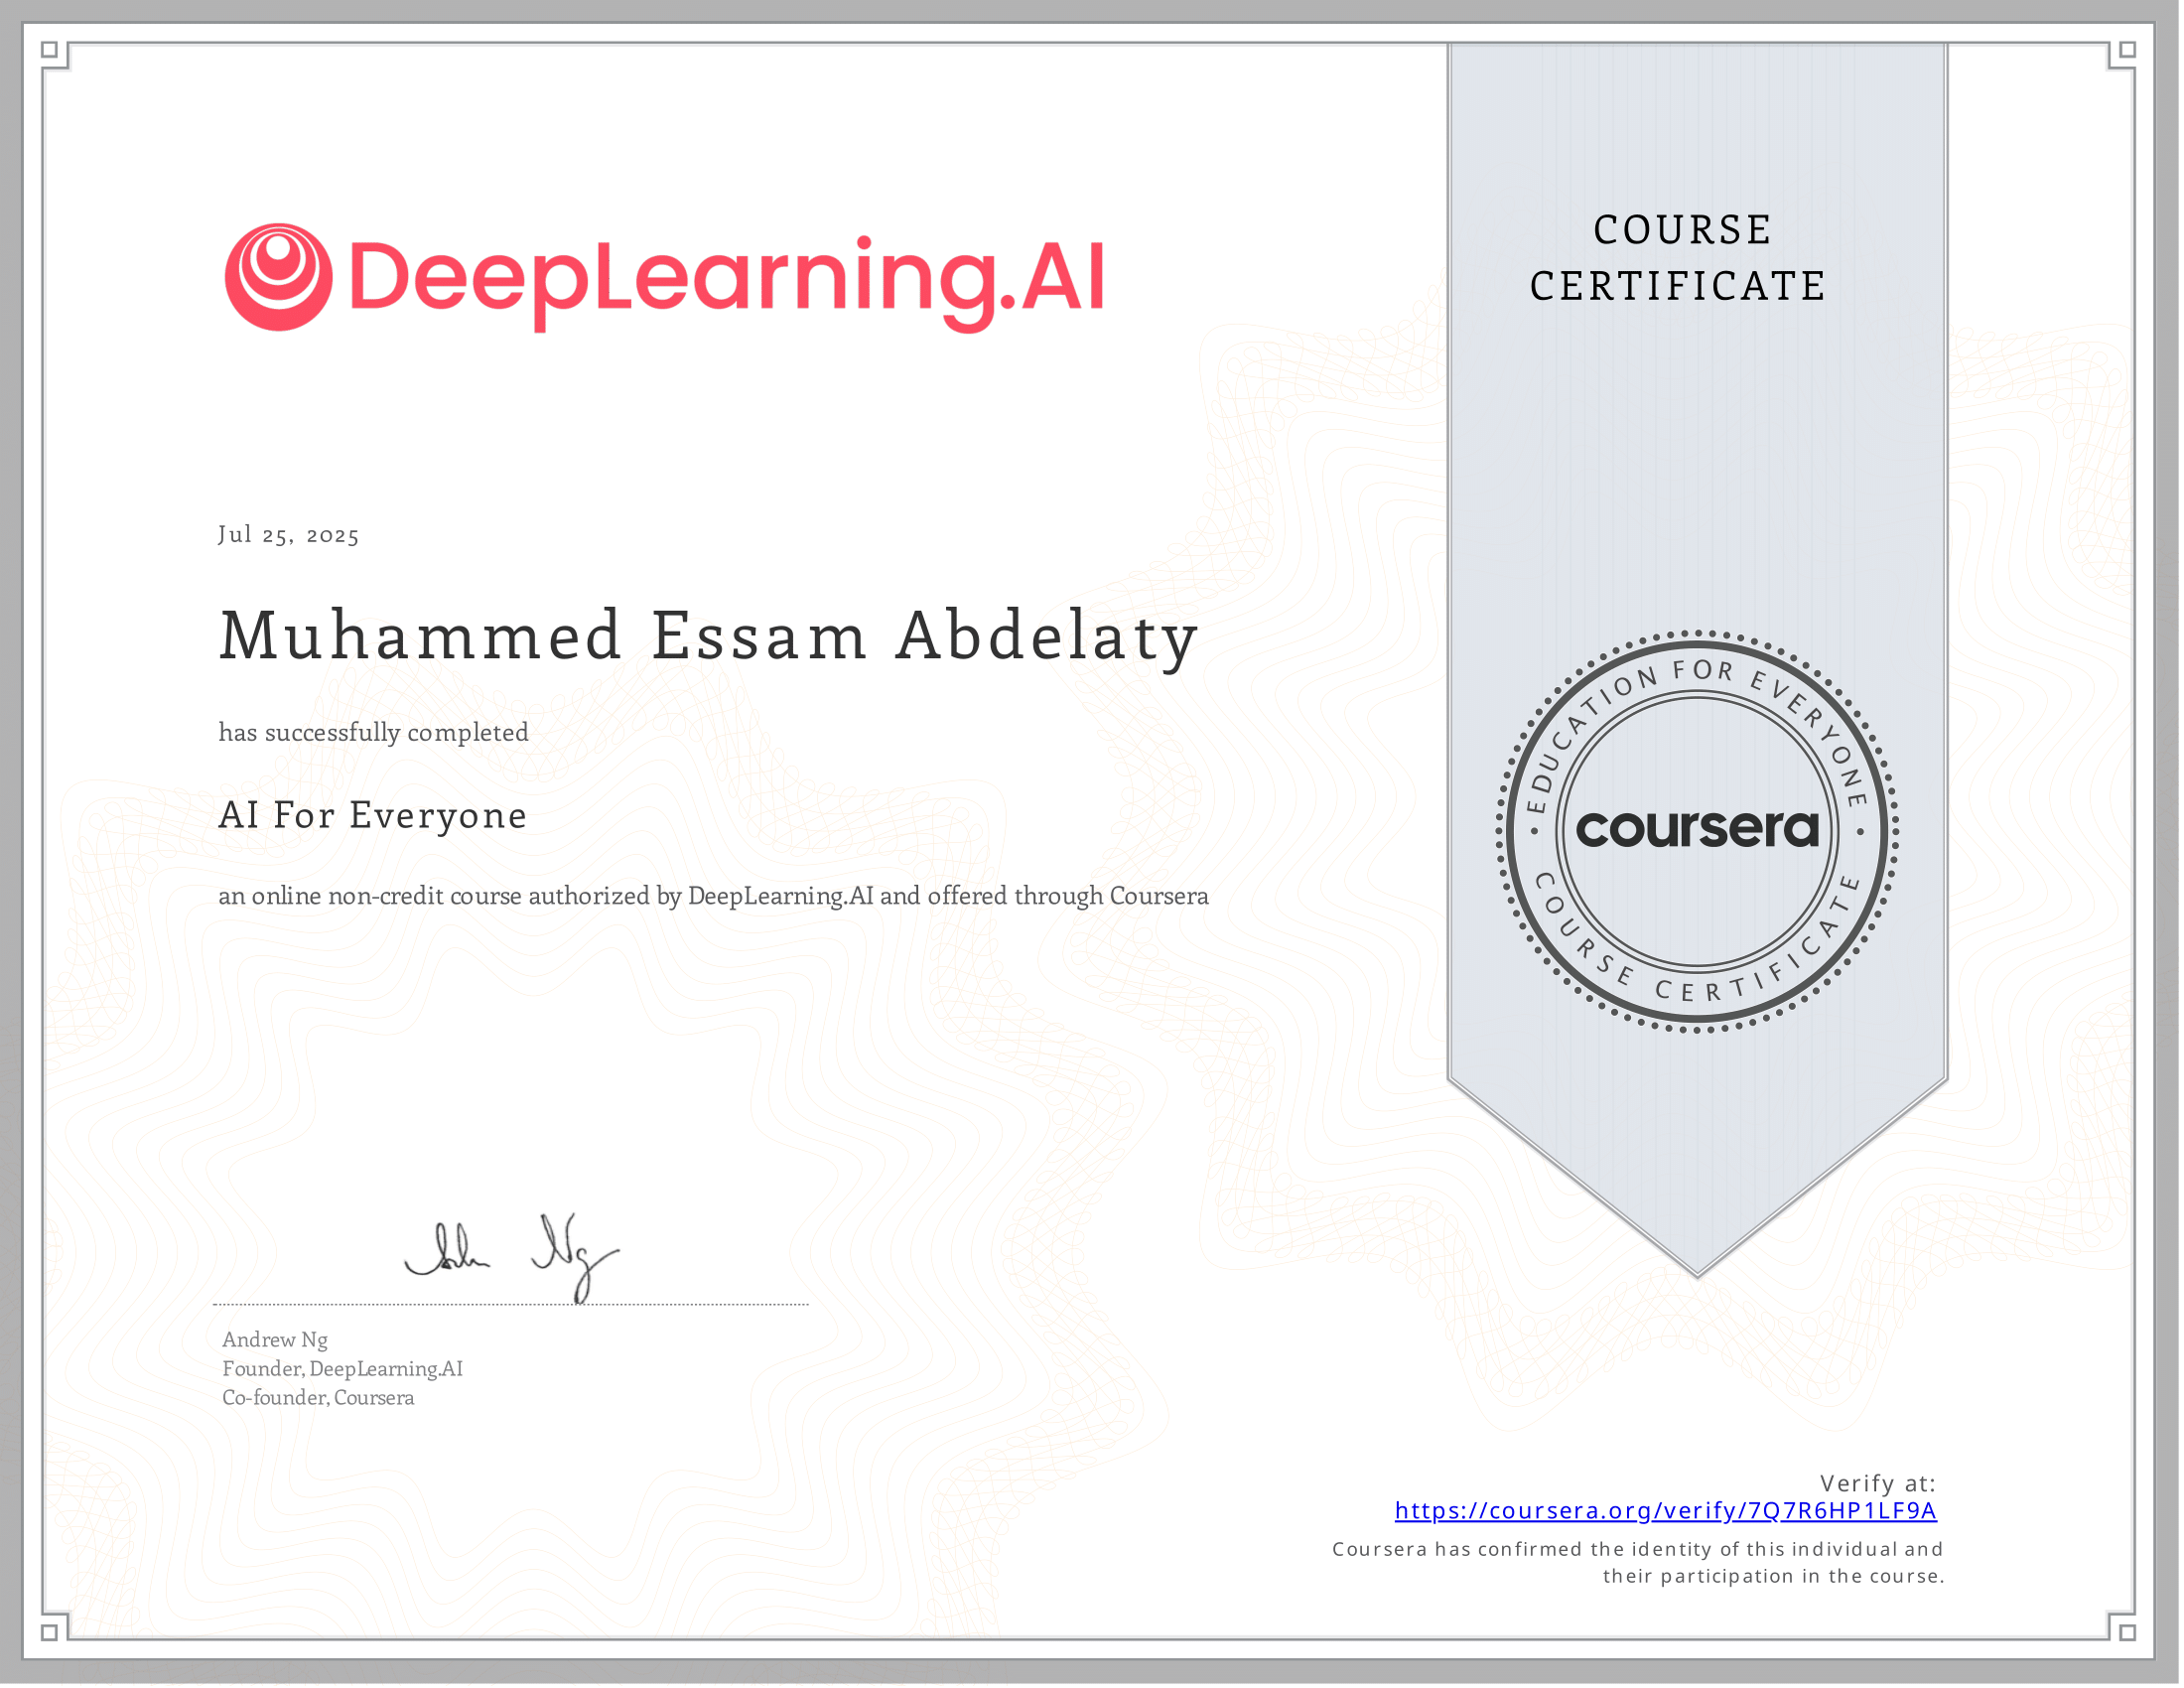 DeepLearning.AI
COURSE
CERTIFICATE
Jul 25, 2025
Muhammed Essam Abdelaty
has successfully completed
AI For Everyone
an online non-credit course authorized by DeepLearning.AI and offered through Coursera
EDUCATION FOR EVERYONE
coursera
COURSE CERTIFICATE
Andrew Ng
Founder, DeepLearning.AI
Co-founder, Coursera
Verify at:
https://coursera.org/verify/7Q7R6HP1LF9A
Coursera has confirmed the identity of this individual and
their participation in the course.